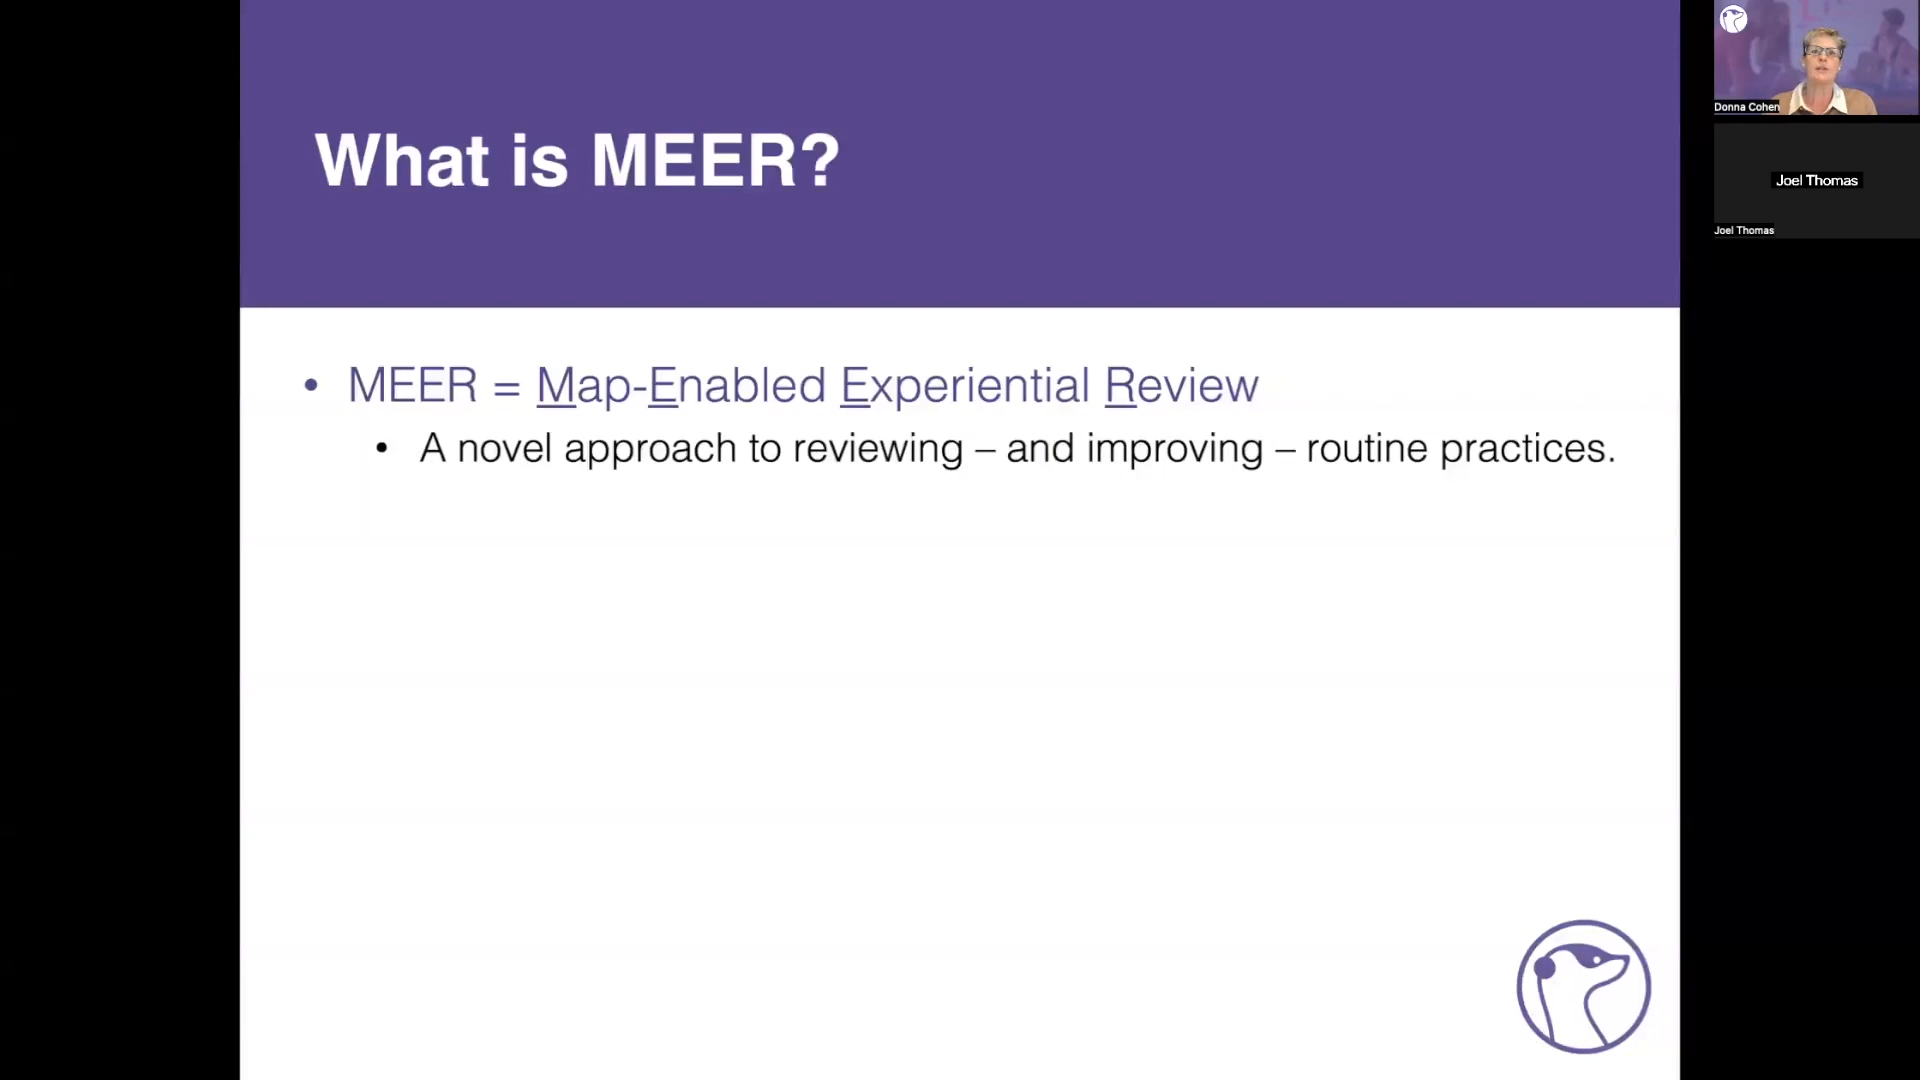 What is MEER?
• MEER = Map-Enabled Experiential Review
• A novel approach to reviewing – and improving – routine practices.
Donna Cohen
Joel Thomas
Joel Thomas